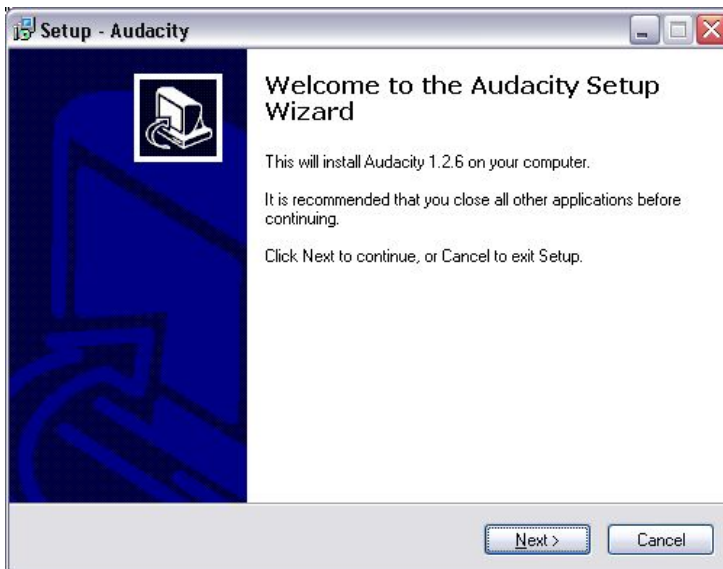 Setup - Audacity
Welcome to the Audacity Setup
Wizard
This will install Audacity 1.2.6 on your computer.
It is recommended that you close all other applications before
continuing.
Click Next to continue, or Cancel to exit Setup.
Next >
Cancel